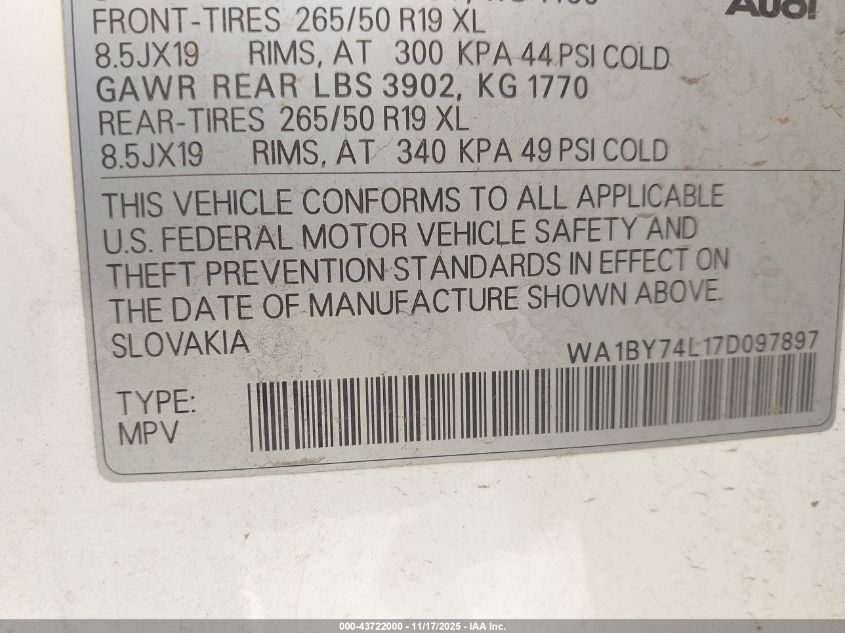 Audi
FRONT-TIRES 265/50 R19 XL
8.5JX19 RIMS, AT 300 KPA 44 PSI COLD
GAWR REAR LBS 3902, KG 1770
REAR-TIRES 265/50 R19 XL
8.5JX19 RIMS, AT 340 KPA 49 PSI COLD
THIS VEHICLE CONFORMS TO ALL APPLICABLE
U.S. FEDERAL MOTOR VEHICLE SAFETY AND
THEFT PREVENTION STANDARDS IN EFFECT ON
THE DATE OF MANUFACTURE SHOWN ABOVE.
SLOVAKIA
WA1BY74L17D097897
TYPE:
MPV
000-43722000 - 11/17/2025 - IAA Inc.